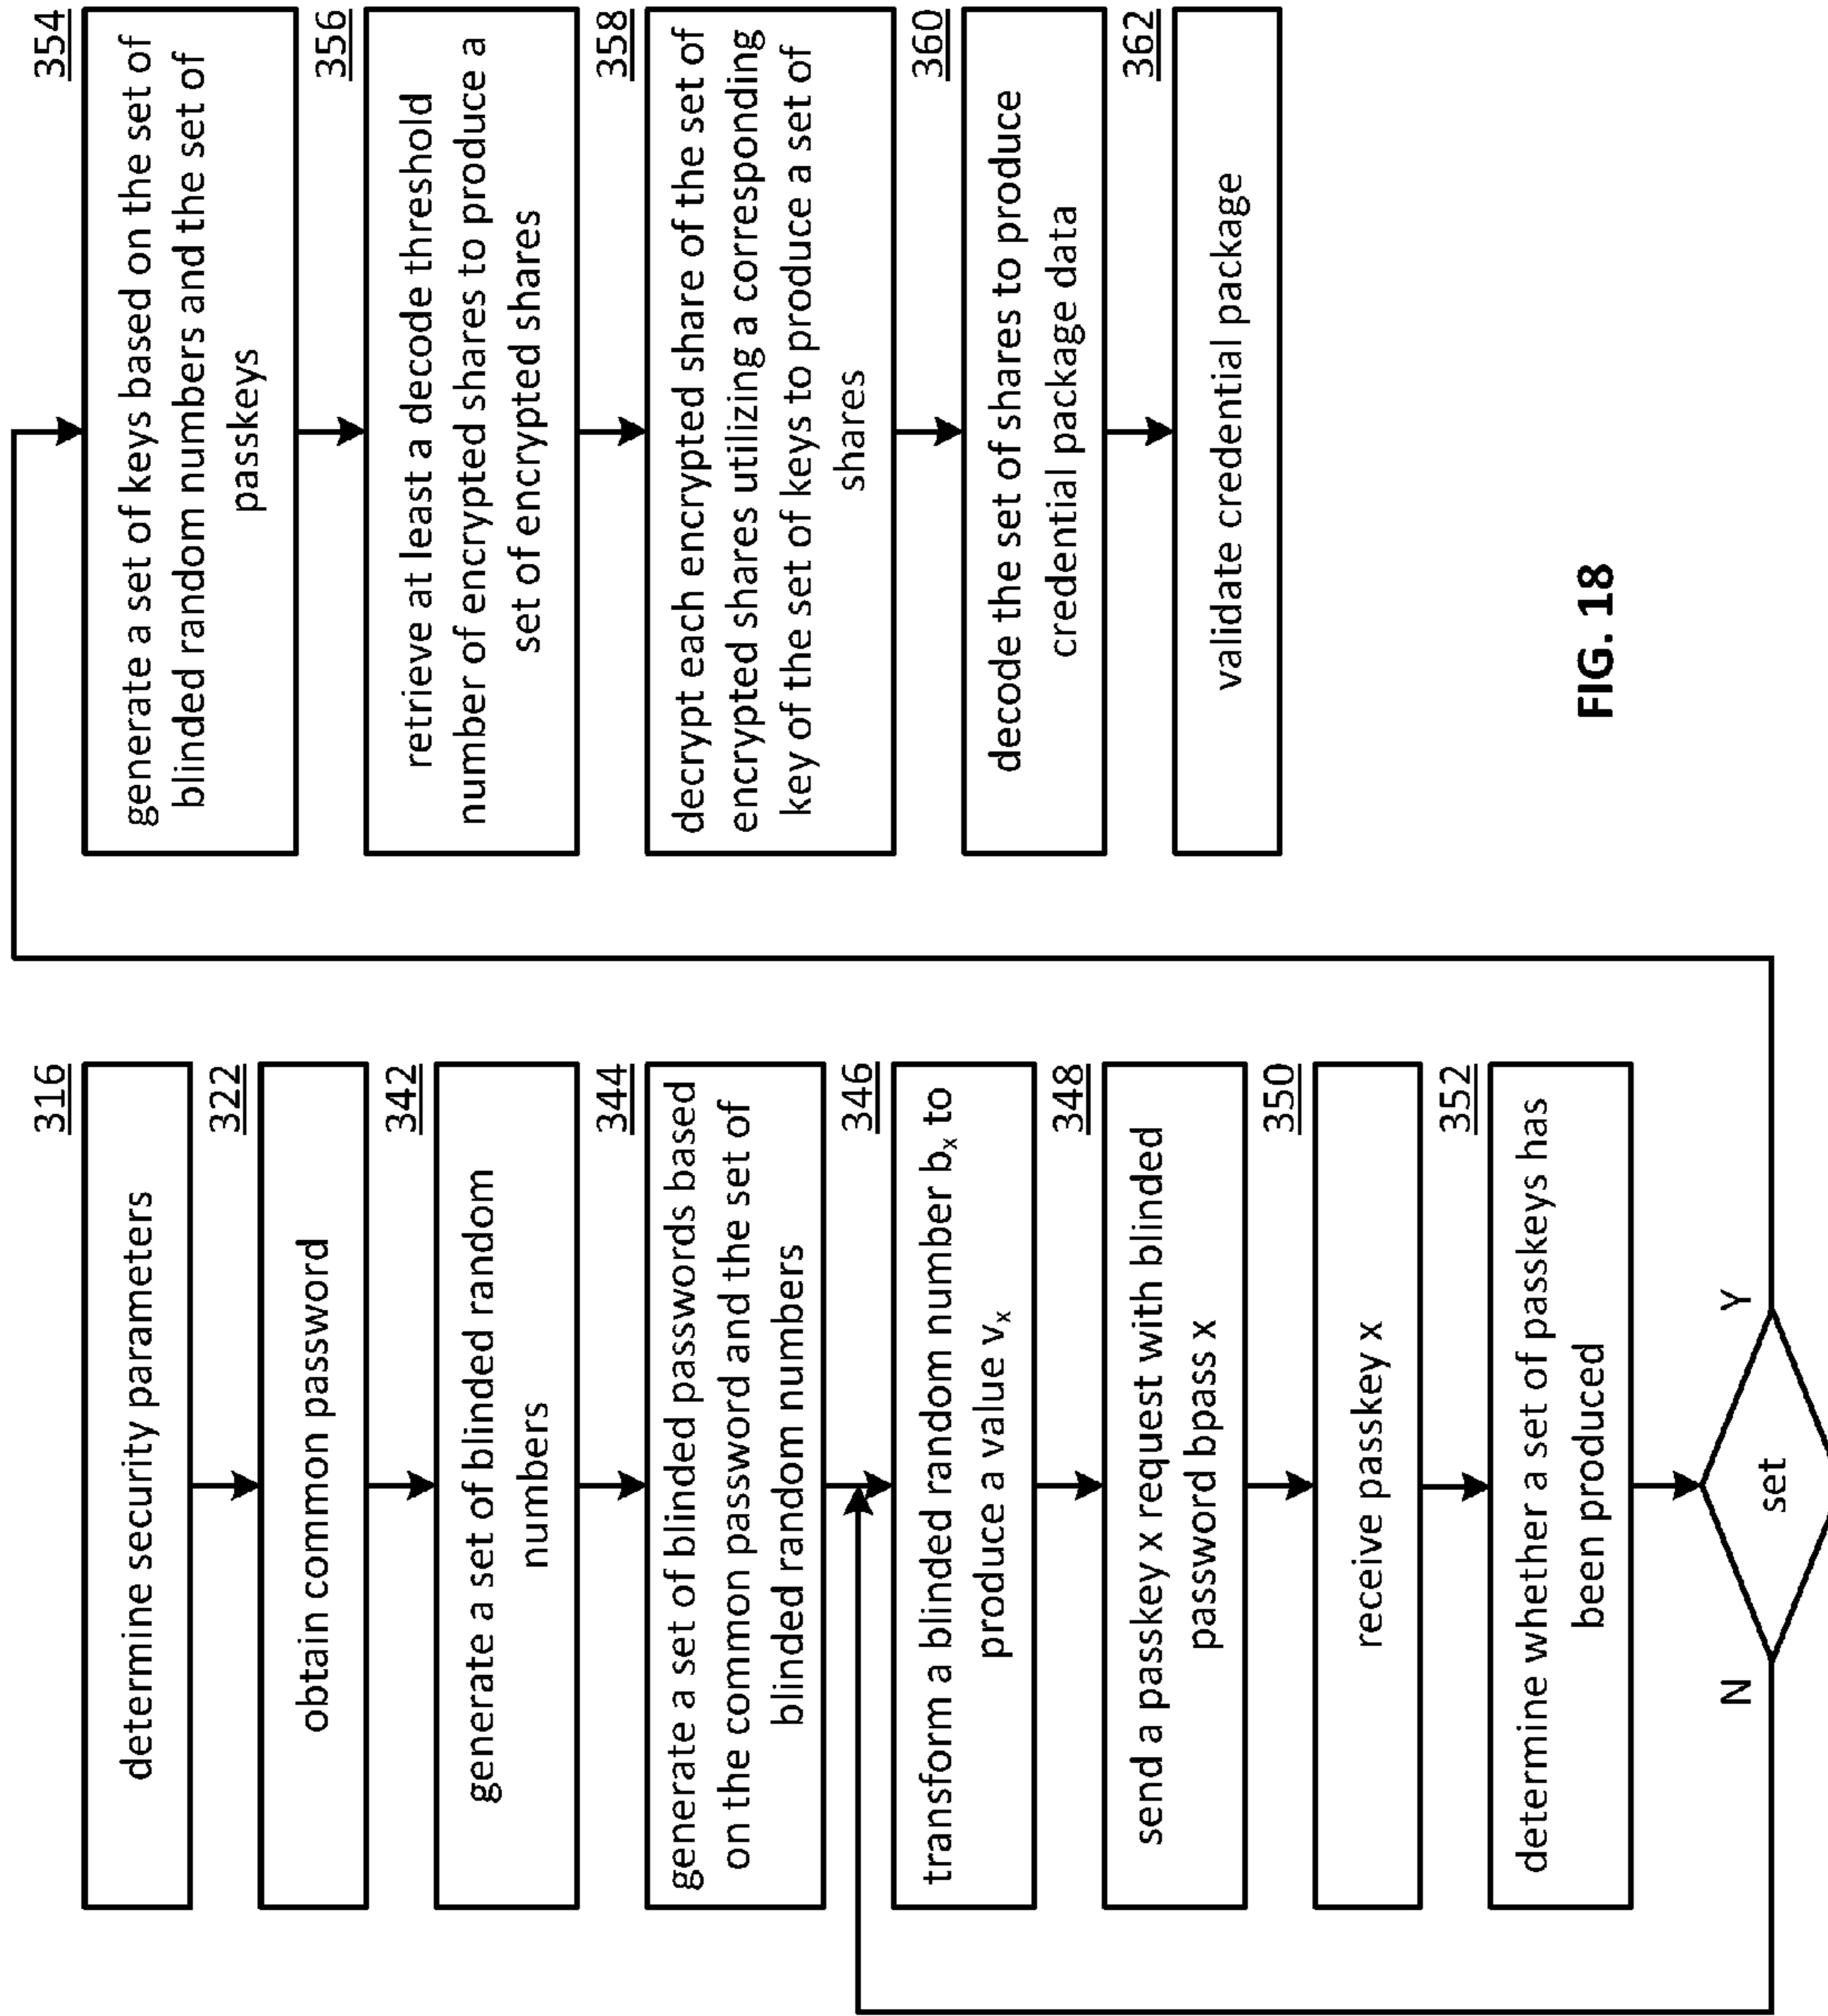 316
determine security parameters
322
obtain common password
342
generate a set of blinded random
numbers
344
generate a set of blinded passwords based
on the common password and the set of
blinded random numbers
346
transform a blinded random number bₓ to
produce a value vₓ
348
send a passkey x request with blinded
password bpass x
350
receive passkey x
352
determine whether a set of passkeys has
been produced
N
set
Y
354
generate a set of keys based on the set of
blinded random numbers and the set of
passkeys
356
retrieve at least a decode threshold
number of encrypted shares to produce a
set of encrypted shares
358
decrypt each encrypted share of the set of
encrypted shares utilizing a corresponding
key of the set of keys to produce a set of
shares
360
decode the set of shares to produce
credential package data
362
validate credential package
FIG. 18